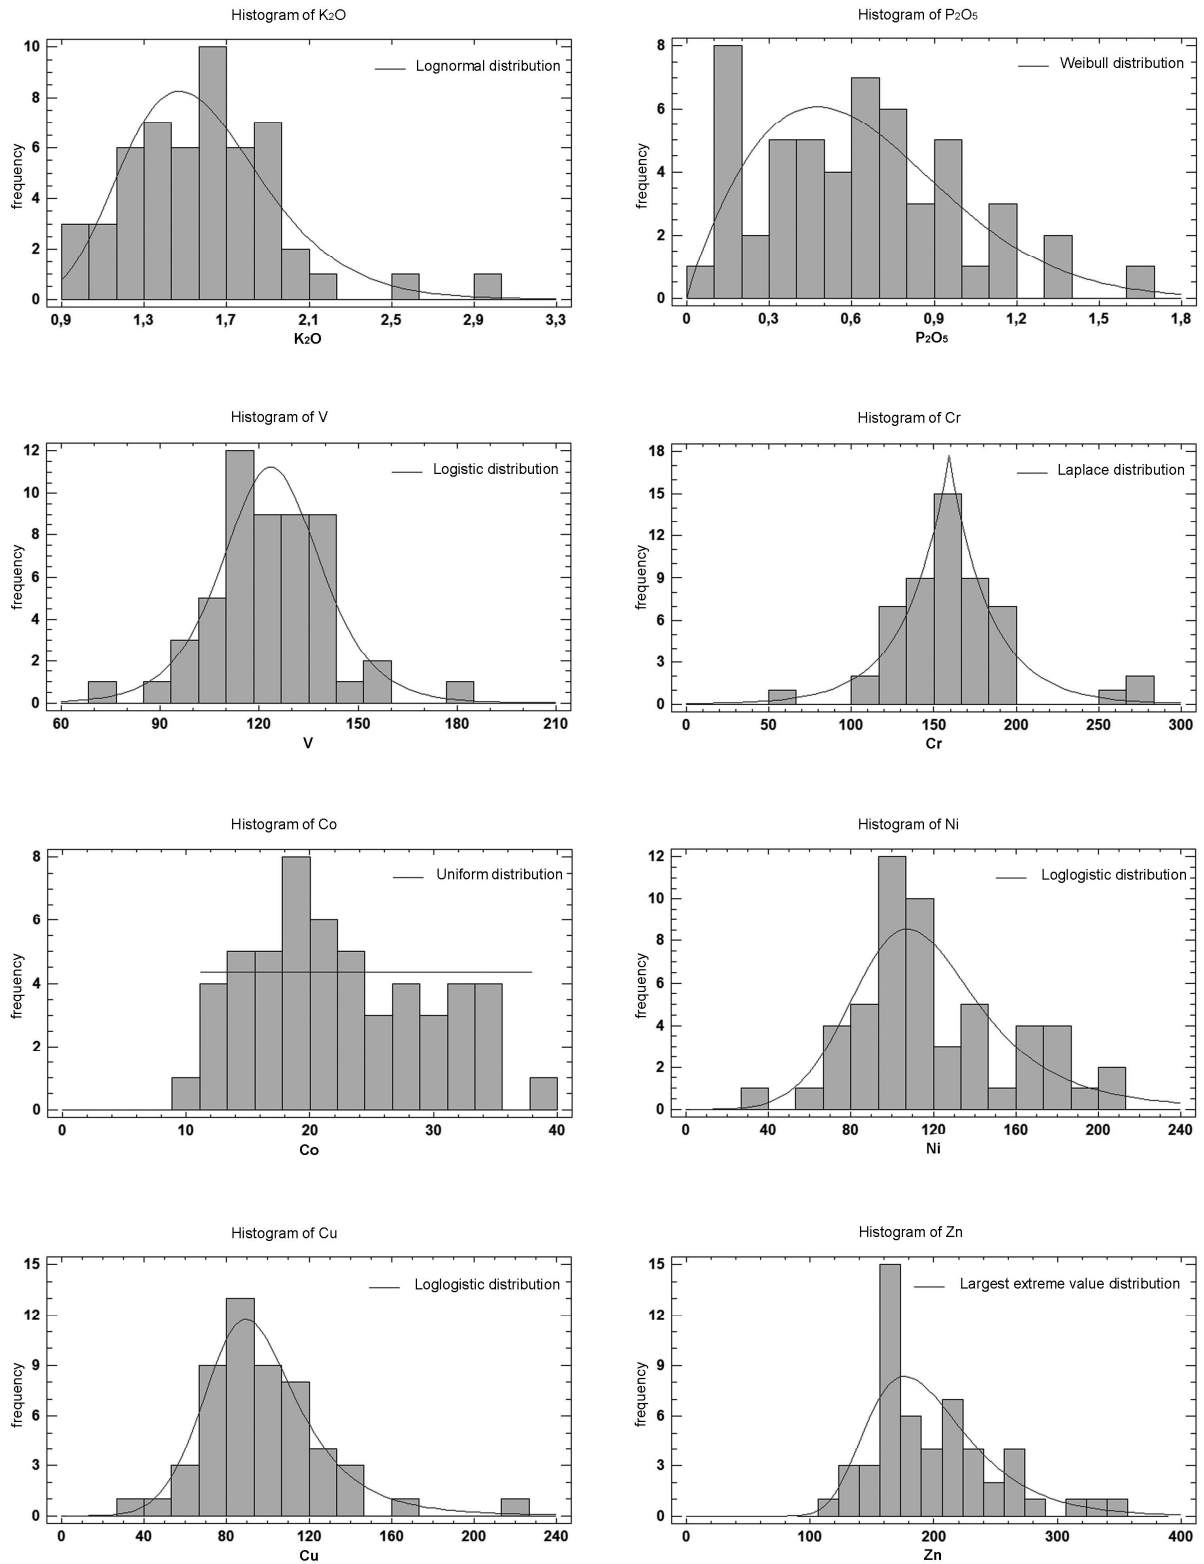 Histogram of K₂O
Lognormal distribution
frequency
10
8
6
4
2
0
0,9 1,3 1,7 2,1 2,5 2,9 3,3
K₂O
Histogram of P₂O₅
Weibull distribution
frequency
8
6
4
2
0
0 0,3 0,6 0,9 1,2 1,5 1,8
P₂O₅
Histogram of V
Logistic distribution
frequency
12
10
8
6
4
2
0
60 90 120 150 180 210
V
Histogram of Cr
Laplace distribution
frequency
18
15
12
9
6
3
0
0 50 100 150 200 250 300
Cr
Histogram of Co
Uniform distribution
frequency
8
6
4
2
0
0 10 20 30 40
Co
Histogram of Ni
Loglogistic distribution
frequency
12
10
8
6
4
2
0
0 40 80 120 160 200 240
Ni
Histogram of Cu
Loglogistic distribution
frequency
15
12
9
6
3
0
0 40 80 120 160 200 240
Cu
Histogram of Zn
Largest extreme value distribution
frequency
15
12
9
6
3
0
0 100 200 300 400
Zn